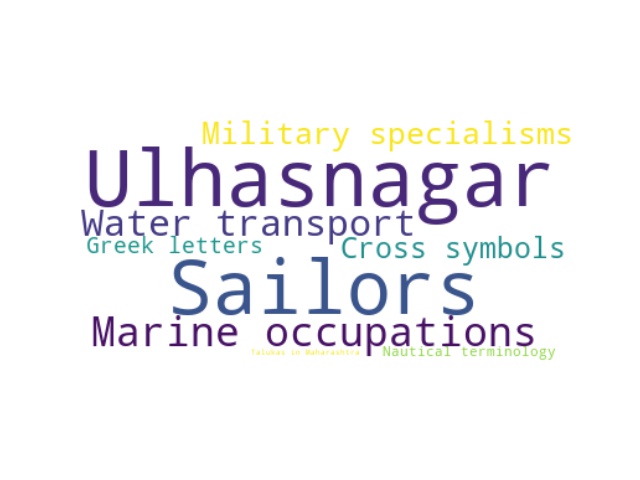 Military specialisms
Ulhasnagar
Water transport
Greek letters
Cross symbols
Sailors
Marine occupations
Talukas in Maharashtra
Nautical terminology